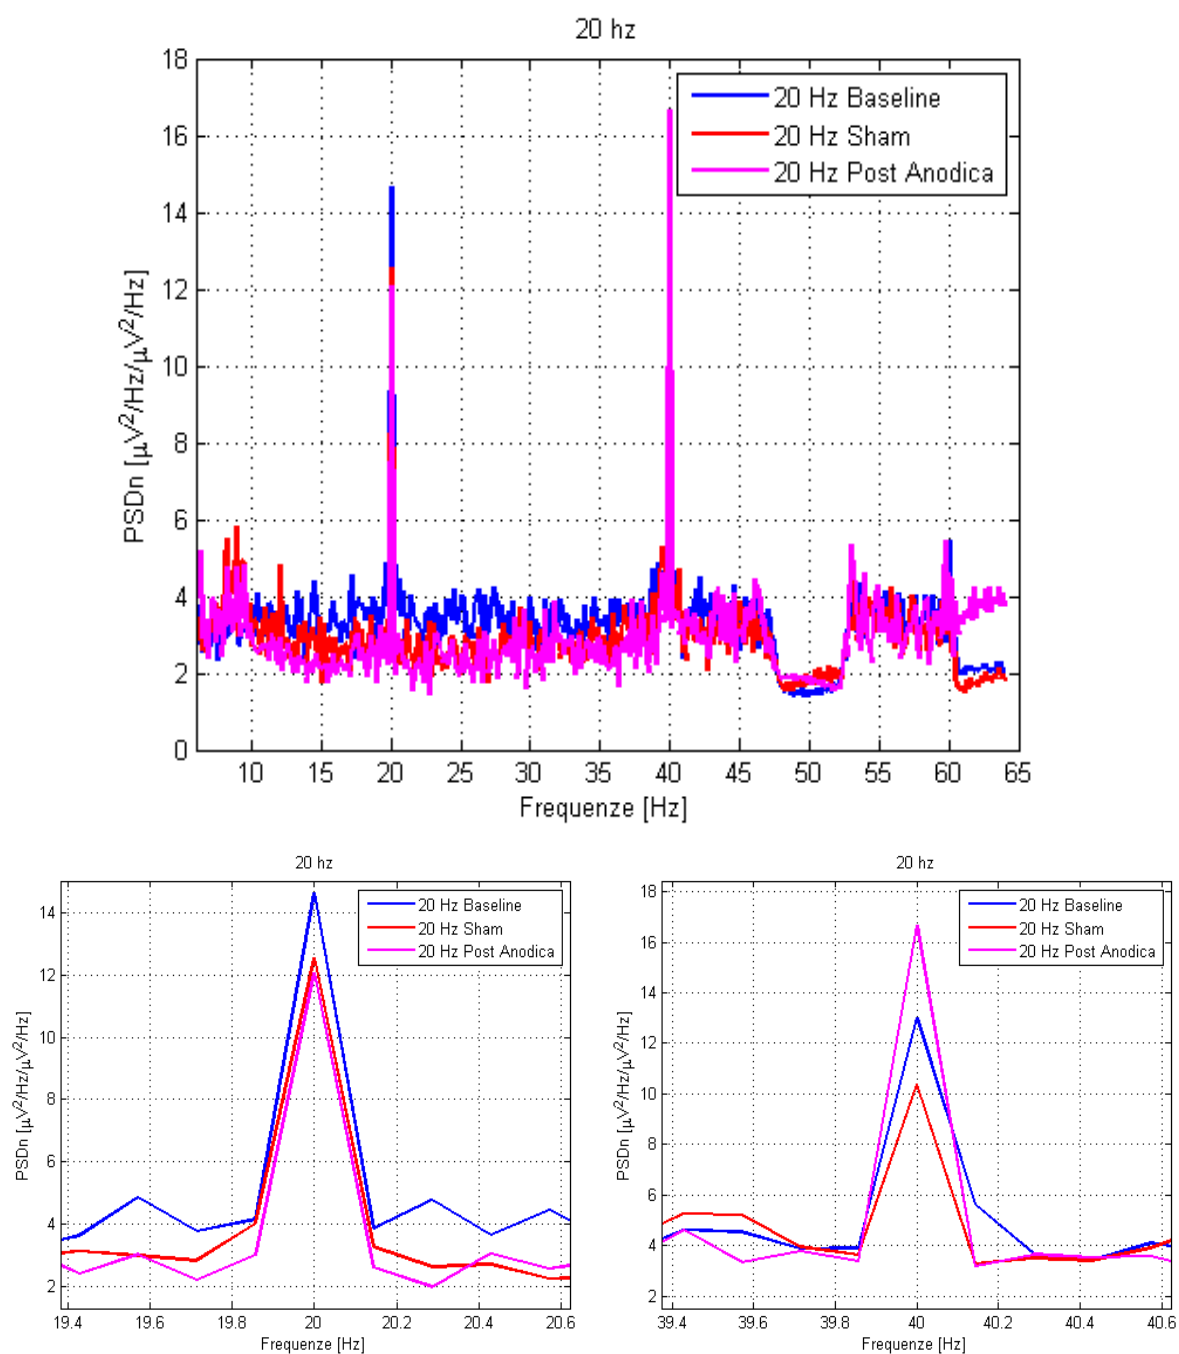 20 hz
18
16
14
12
10
8
6
4
2
0
PSDn [μV²/Hz/μV²/Hz]
20 Hz Baseline
20 Hz Sham
20 Hz Post Anodica
10 15 20 25 30 35 40 45 50 55 60 65
Frequenze [Hz]
20 hz
14
12
10
8
6
4
2
PSDn [μV²/Hz/μV²/Hz]
20 Hz Baseline
20 Hz Sham
20 Hz Post Anodica
19.4 19.6 19.8 20 20.2 20.4 20.6
Frequenze [Hz]
20 hz
18
16
14
12
10
8
6
4
2
PSDn [μV²/Hz/μV²/Hz]
20 Hz Baseline
20 Hz Sham
20 Hz Post Anodica
39.4 39.6 39.8 40 40.2 40.4 40.6
Frequenze [Hz]